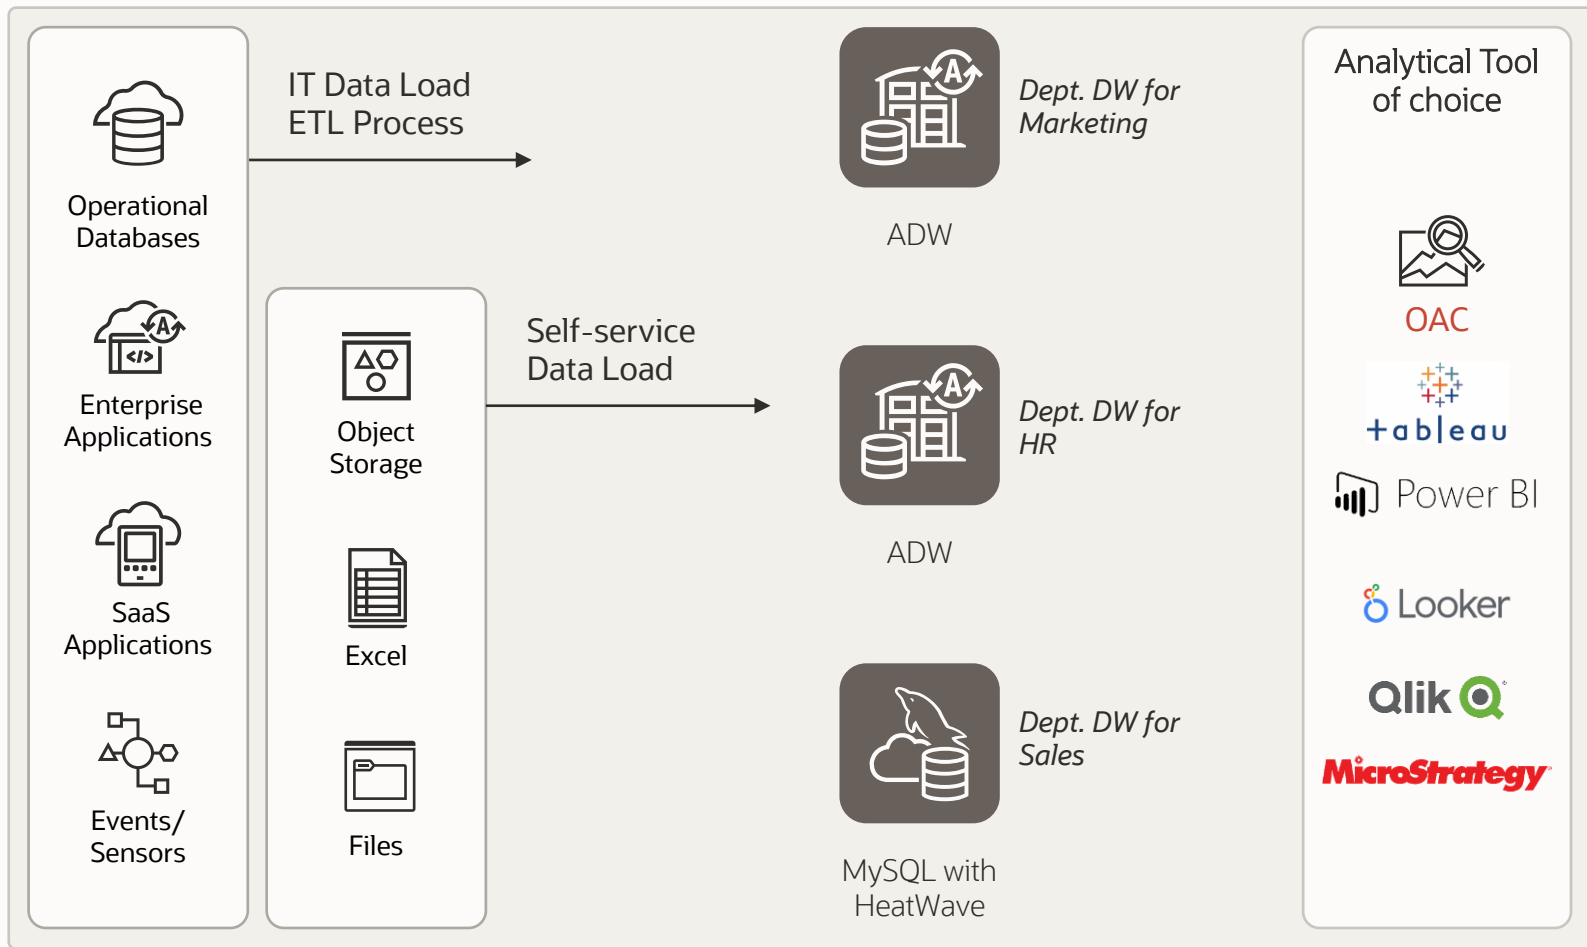 Operational
Databases
Enterprise
Applications
SaaS
Applications
Events/
Sensors
IT Data Load
ETL Process
Object
Storage
Excel
Files
Self-service
Data Load
A
Dept. DW for
Marketing
ADW
A
Dept. DW for
HR
ADW
Dept. DW for
Sales
MySQL with
HeatWave
Analytical Tool
of choice
OAC
+ableau
Power BI
Looker
Qlik
MicroStrategy
A
</>